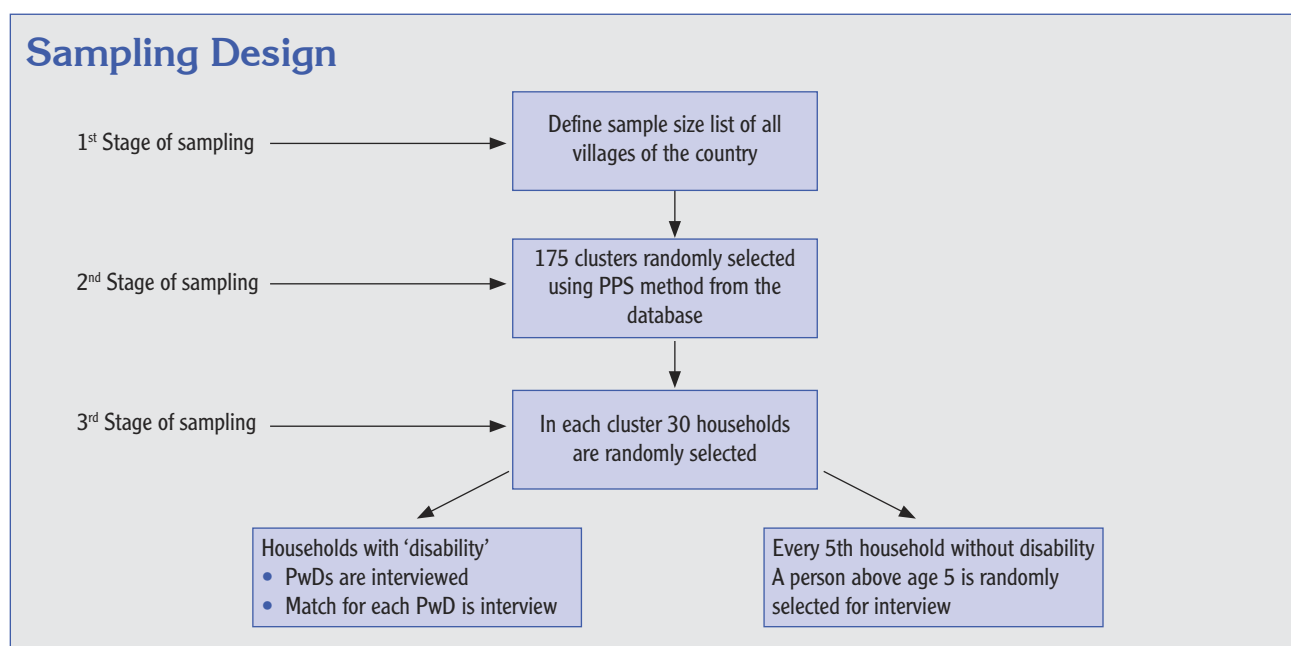 Sampling Design
1st Stage of sampling
Define sample size list of all
villages of the country
2nd Stage of sampling
175 clusters randomly selected
using PPS method from the
database
3rd Stage of sampling
In each cluster 30 households
are randomly selected
Households with ‘disability’
• PwDs are interviewed
• Match for each PwD is interview
Every 5th household without disability
A person above age 5 is randomly
selected for interview